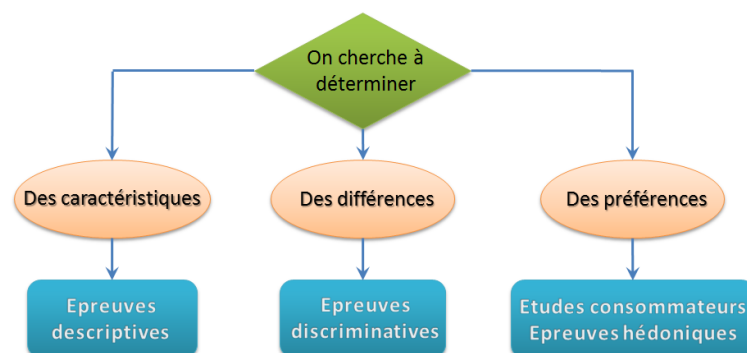 On cherche à
déterminer
Des caractéristiques
Des différences
Des préférences
Epreuves
descriptives
Epreuves
discriminatives
Etudes consommateurs
Epreuves hédoniques